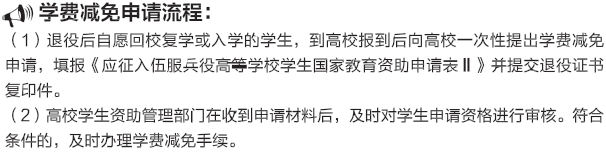 学费减免申请流程：
（1）退役后自愿回校复学或入学的学生，到高校报到后向高校一次性提出学费减免
申请，填报《应征入伍服兵役高等学校学生国家教育资助申请表Ⅱ》并提交退役证书
复印件。
（2）高校学生资助管理部门在收到申请材料后，及时对学生申请资格进行审核。符合
条件的，及时办理学费减免手续。